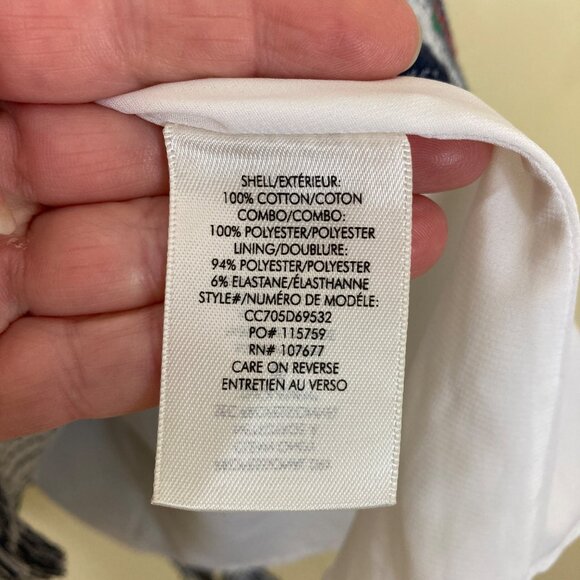 SHELL/EXTÉRIEUR:
100% COTTON/COTON
COMBO/COMBO:
100% POLYESTER/POLYESTER
LINING/DOUBLURE:
94% POLYESTER/POLYESTER
6% ELASTANE/ÉLASTHANNE
STYLE#/NUMÉRO DE MODÉLE:
CC705D69532
PO# 115759
RN# 107677
CARE ON REVERSE
ENTRETIEN AU VERSO